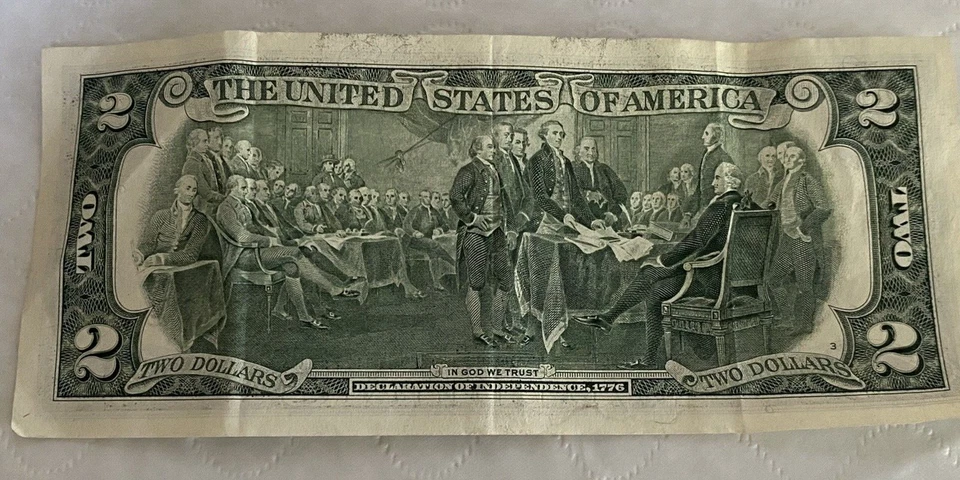 THE UNITED STATES OF AMERICA
2
2
TWO
TWO
2
2
3
TWO DOLLARS
IN GOD WE TRUST
TWO DOLLARS
DECLARATION OF INDEPENDENCE, 1776